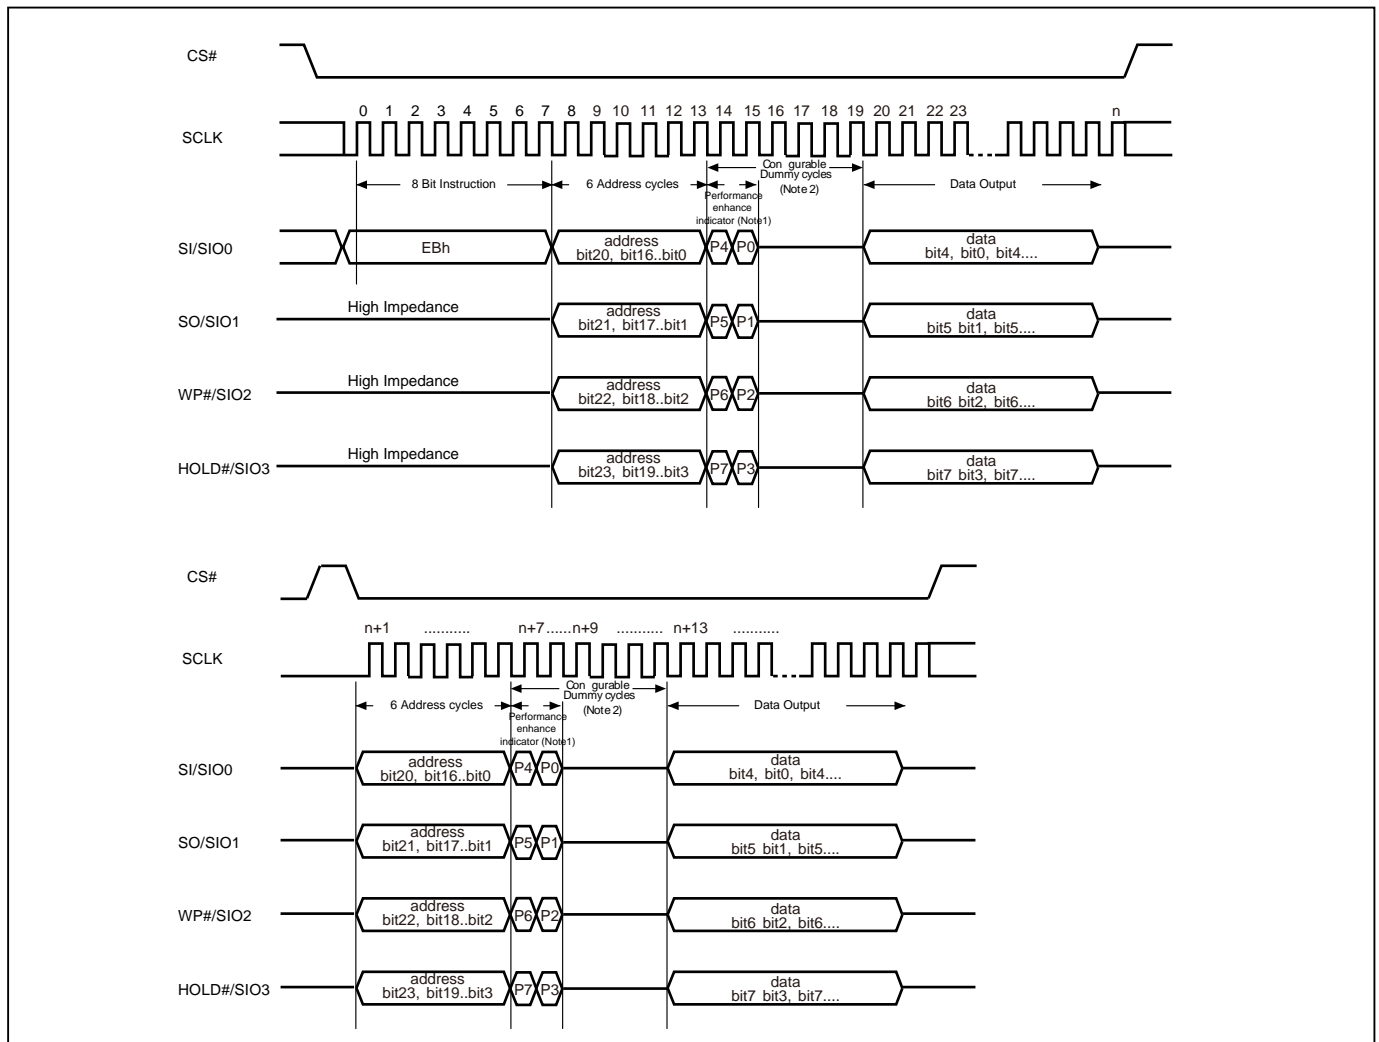 CS#
0 1 2 3 4 5 6 7 8 9 10 11 12 13 14 15 16 17 18 19 20 21 22 23 n
SCLK
Con gurable
Dummy cycles
(Note 2)
8 Bit Instruction
6 Address cycles
Data Output
Performance
enhance
indicator (Note1)
SI/SIO0
EBh
address
bit20, bit16..bit0
P4 P0
data
bit4, bit0, bit4....
SO/SIO1
High Impedance
address
bit21, bit17..bit1
P5 P1
data
bit5 bit1, bit5....
WP#/SIO2
High Impedance
address
bit22, bit18..bit2
P6 P2
data
bit6 bit2, bit6....
HOLD#/SIO3
High Impedance
address
bit23, bit19..bit3
P7 P3
data
bit7 bit3, bit7....
CS#
n+1 ........... n+7 ......n+9 ........... n+13 ...........
SCLK
Con gurable
Dummy cycles
(Note 2)
6 Address cycles
Data Output
Performance
enhance
indicator (Note1)
SI/SIO0
address
bit20, bit16..bit0
P4 P0
data
bit4, bit0, bit4....
SO/SIO1
address
bit21, bit17..bit1
P5 P1
data
bit5 bit1, bit5....
WP#/SIO2
address
bit22, bit18..bit2
P6 P2
data
bit6 bit2, bit6....
HOLD#/SIO3
address
bit23, bit19..bit3
P7 P3
data
bit7 bit3, bit7....